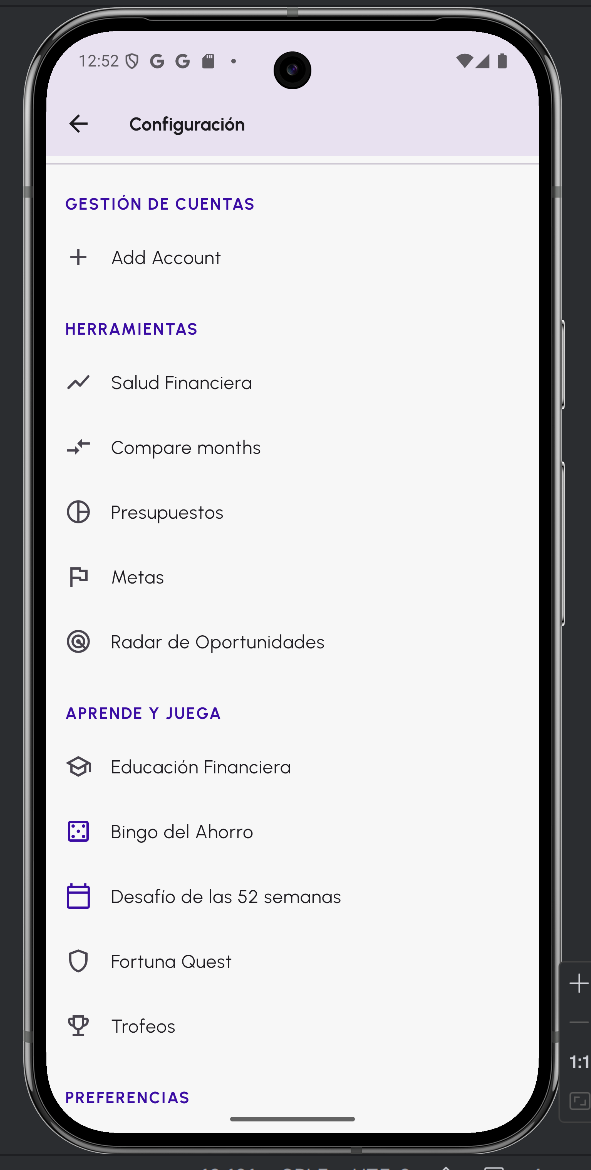 12:52
Configuración
GESTIÓN DE CUENTAS
Add Account
HERRAMIENTAS
Salud Financiera
Compare months
Presupuestos
Metas
Radar de Oportunidades
APRENDE Y JUEGA
Educación Financiera
Bingo del Ahorro
Desafío de las 52 semanas
Fortuna Quest
1:1
Trofeos
PREFERENCIAS